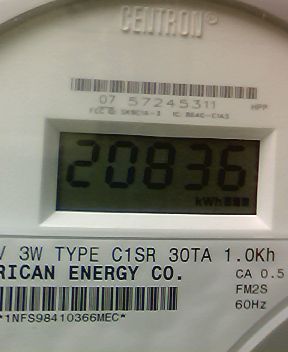 CENTRON®
07 57245311 HPP
20836
kWh
V 3W TYPE C1SR 30TA 1.0Kh
RICAN ENERGY CO. CA 0.5
FM2S
60Hz
*1NFS98410366MEC*